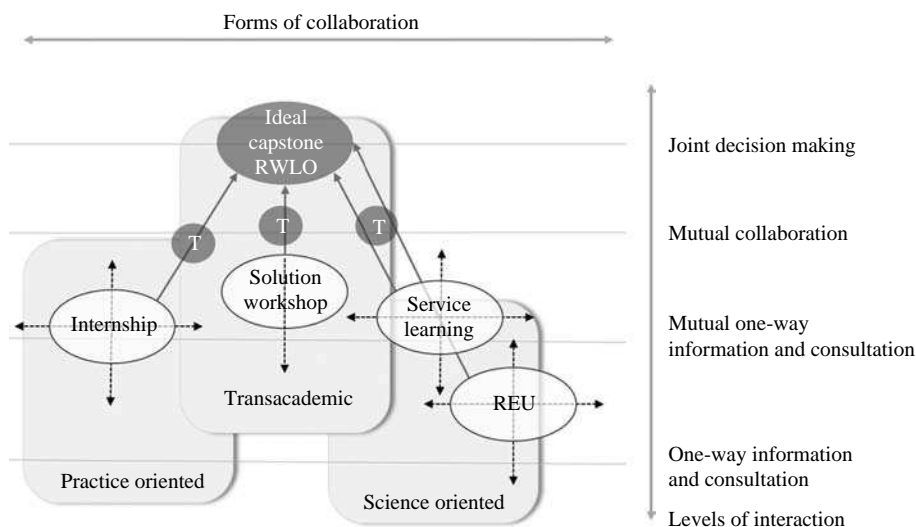 Forms of collaboration
Ideal
capstone
RWLO
Joint decision making
T
T
T
Mutual collaboration
Solution
workshop
Internship
Service
learning
Mutual one-way
information and consultation
Transacademic
REU
One-way information
and consultation
Practice oriented
Science oriented
Levels of interaction